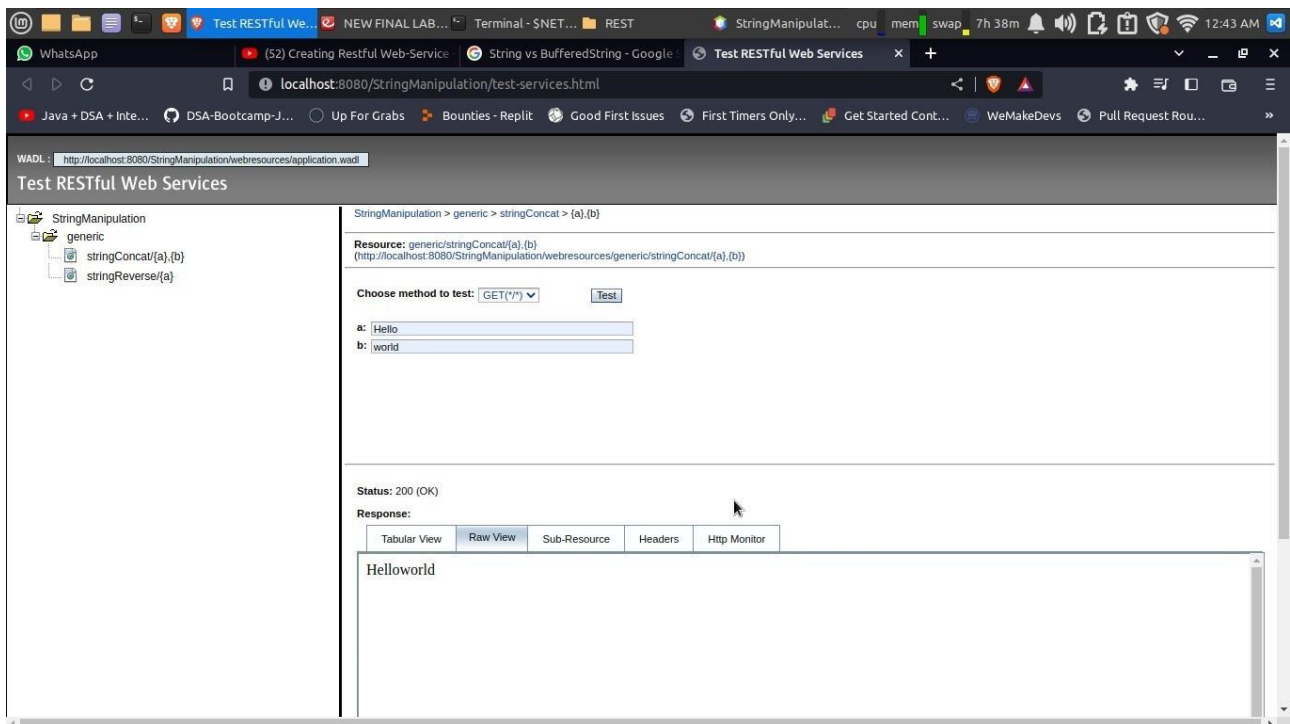 Test RESTful We... NEW FINAL LAB... Terminal - $NET... REST StringManipulat... cpu mem swap 7h 38m 12:43 AM
WhatsApp (52) Creating Restful Web-Service String vs BufferedString - Google Test RESTful Web Services
localhost:8080/StringManipulation/test-services.html
Java + DSA + Inte... DSA-Bootcamp-J... Up For Grabs Bounties - Replit Good First Issues First Timers Only... Get Started Cont... WeMakeDevs Pull Request Rou... »
WADL : http://localhost:8080/StringManipulation/webresources/application.wadl
Test RESTful Web Services
StringManipulation
generic
stringConcat/{a},{b}
stringReverse/{a}
StringManipulation > generic > stringConcat > {a},{b}
Resource: generic/stringConcat/{a},{b}
(http://localhost:8080/StringManipulation/webresources/generic/stringConcat/{a},{b})
Choose method to test: GET(*/*) Test
a: Hello
b: world
Status: 200 (OK)
Response:
Tabular View Raw View Sub-Resource Headers Http Monitor
Helloworld